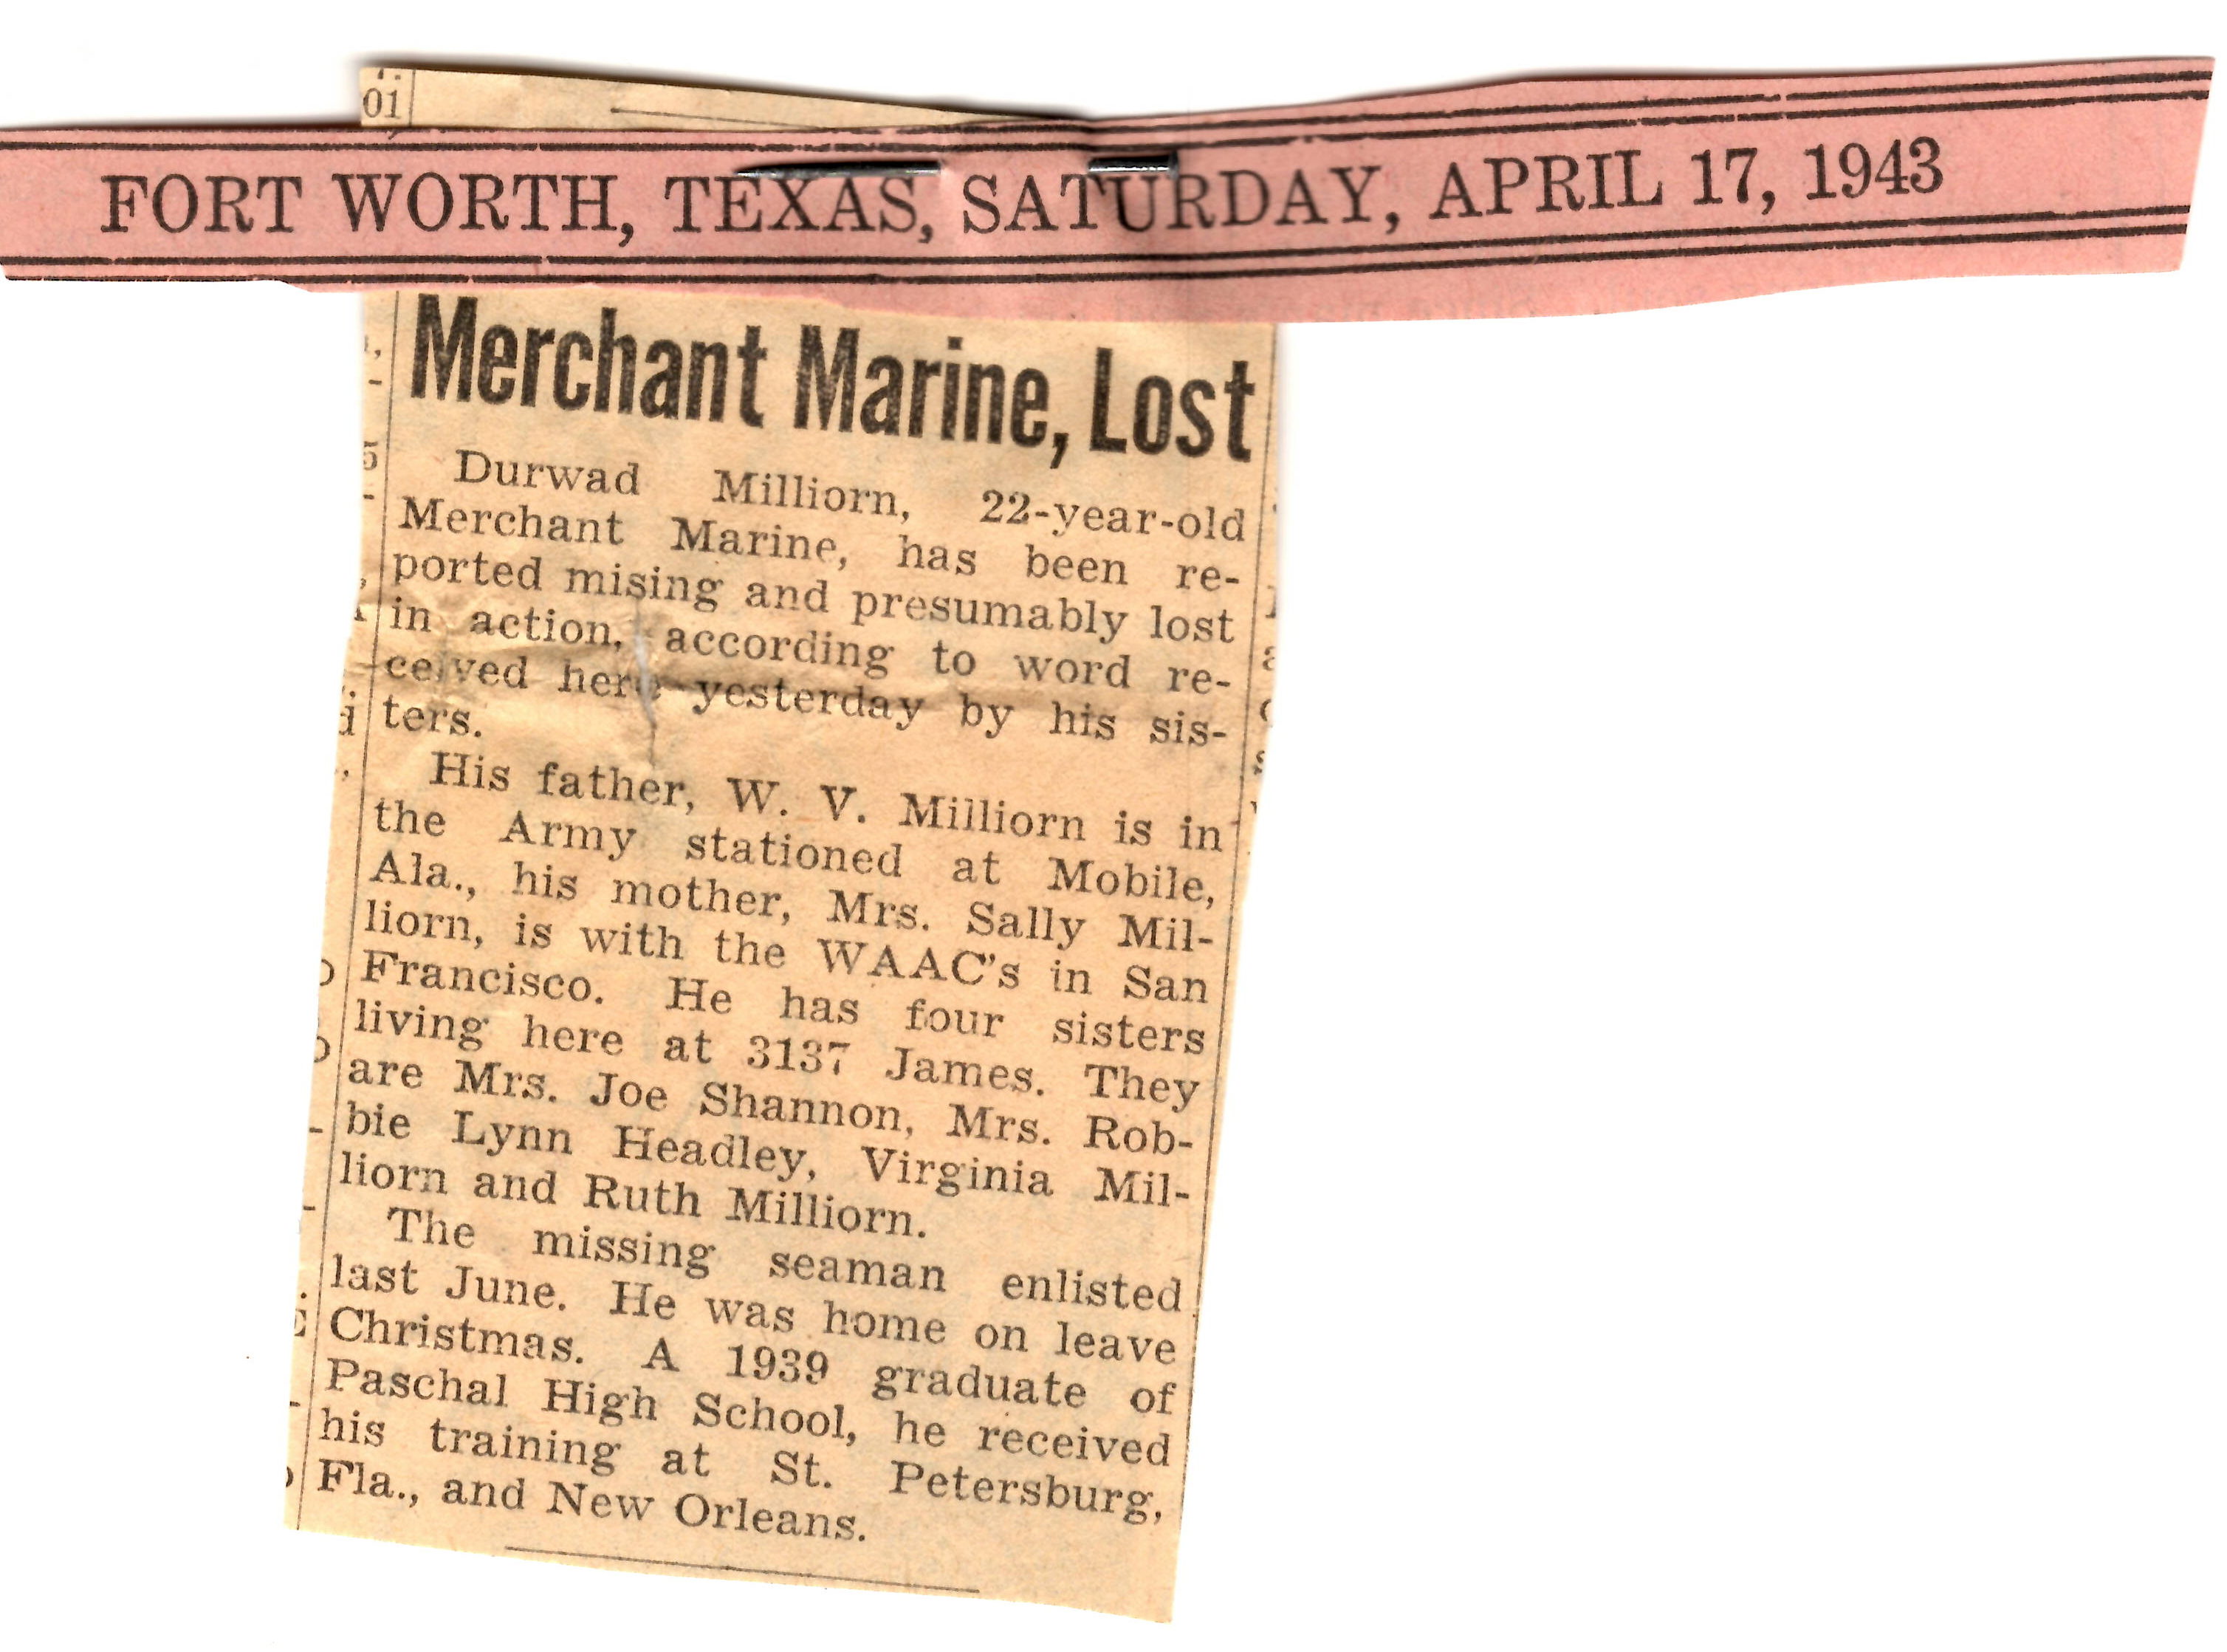 01
FORT WORTH, TEXAS, SATURDAY, APRIL 17, 1943
Merchant Marine, Lost
Durwad Milliorn, 22-year-old
Merchant Marine, has been re-
ported mising and presumably lost
in action, according to word re-
ceived here yesterday by his sis-
ters.
His father, W. V. Milliorn is in
the Army stationed at Mobile,
Ala., his mother, Mrs. Sally Mil-
liorn, is with the WAAC's in San
Francisco. He has four sisters
living here at 3137 James. They
are Mrs. Joe Shannon, Mrs. Rob-
bie Lynn Headley, Virginia Mil-
liorn and Ruth Milliorn.
The missing seaman enlisted
last June. He was home on leave
Christmas. A 1939 graduate of
Paschal High School, he received
his training at St. Petersburg,
Fla., and New Orleans.